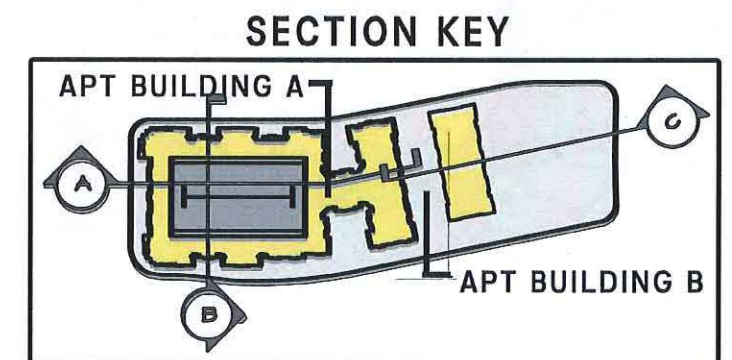 SECTION KEY
APT BUILDING A
C
A
APT BUILDING B
B